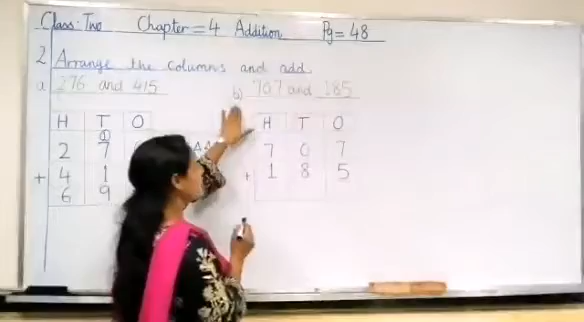 Class: Two Chapter = 4 Addition Pg = 48
2 Arrange the columns and add.
a 276 and 415 b) 707 and 185
H T O H T O
①
2 7 7 0 7
+ 4 1 + 1 8 5
6 9